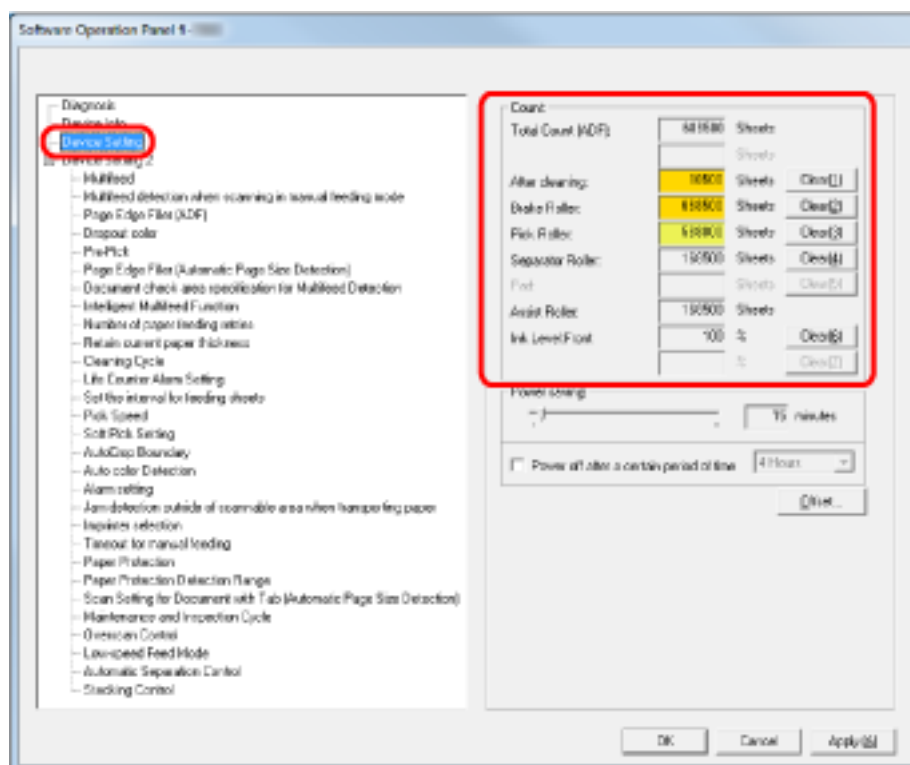 Software Operation Panel
Diagnosis
Device Info
Device Setting
Device Setting 2
Multifeed
Multifeed detection when scanning in manual feeding mode
Page Edge Filler (ADF)
Dropout color
Pre-Pick
Page Edge Filler (Automatic Page Size Detection)
Document check area specification for Multifeed Detection
Intelligent Multifeed Function
Number of paper feeding retries
Retain current paper thickness
Cleaning Cycle
Life Counter Alarm Setting
Set the interval for feeding sheets
Pick Speed
Soft Pick Setting
AutoCrop Boundary
Auto color Detection
Alarm setting
Jam detection outside of scannable area when transporting paper
Imprinter selection
Timeout for manual feeding
Paper Protection
Paper Protection Detection Range
Scan Setting for Document with Tab (Automatic Page Size Detection)
Maintenance and Inspection Cycle
Overscan Control
Low-speed Feed Mode
Automatic Separation Control
Stacking Control
Count
Total Count (ADF): Sheets
Sheets
After cleaning: 10500 Sheets Clear(1)
Brake Roller: Sheets Clear(2)
Pick Roller: Sheets Clear(3)
Separator Roller: Sheets Clear(4)
Pad: Sheets Clear(5)
Assist Roller: Sheets
Ink Level:Front 100 % Clear(6)
% Clear(7)
Power saving
15 minutes
Power off after a certain period of time 4 Hours
Offset...
OK Cancel Apply(A)